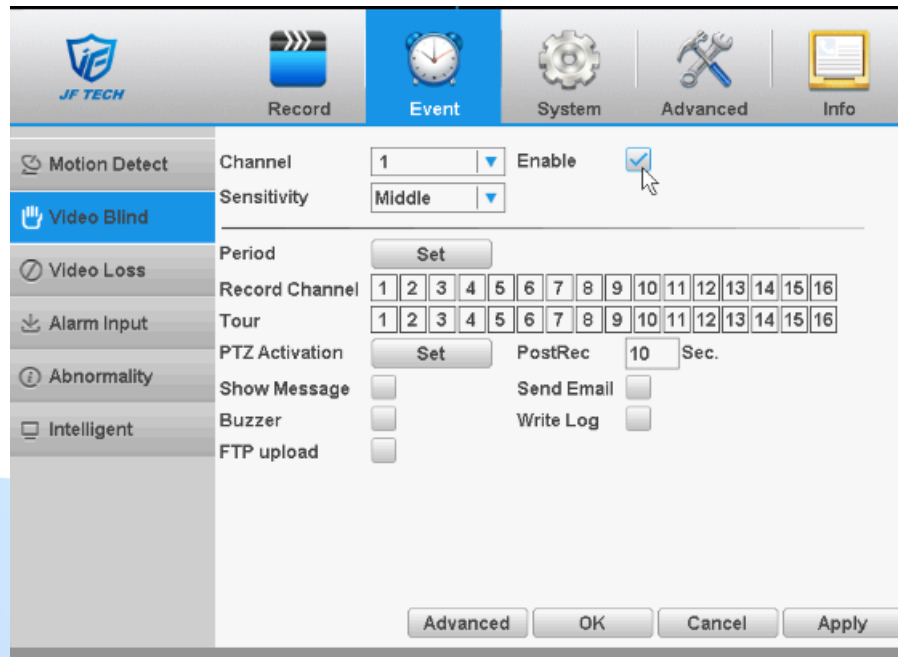 JF TECH
Record Event System Advanced Info
Motion Detect
Video Blind
Video Loss
Alarm Input
Abnormality
Intelligent
Channel 1 Enable
Sensitivity Middle
Period Set
Record Channel 1 2 3 4 5 6 7 8 9 10 11 12 13 14 15 16
Tour 1 2 3 4 5 6 7 8 9 10 11 12 13 14 15 16
PTZ Activation Set PostRec 10 Sec.
Show Message Send Email
Buzzer Write Log
FTP upload
Advanced OK Cancel Apply